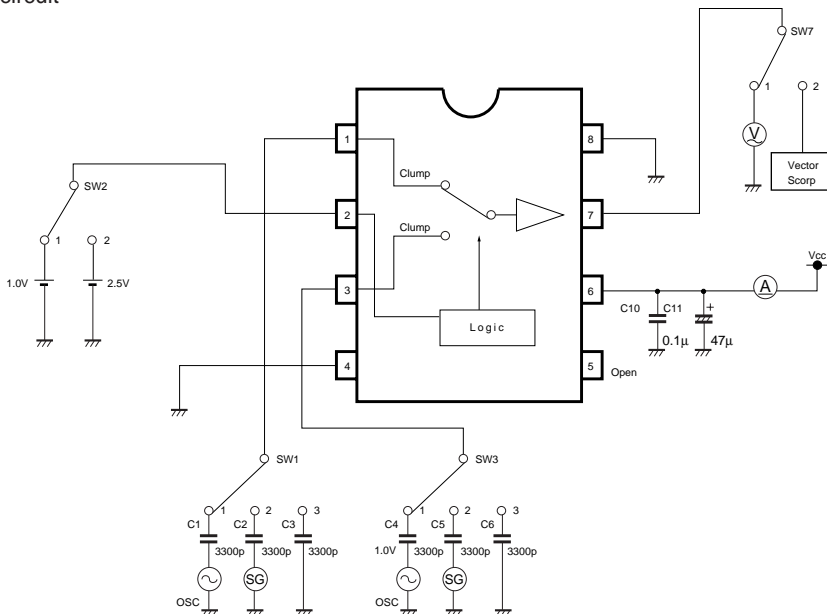 circuit
SW7
1
2
V
Vector
Scorp
1
8
Clump
SW2
2
7
Clump
1
2
1.0V
2.5V
Vcc
3
6
A
C10
C11
+
0.1μ
47μ
Logic
4
5
Open
SW1
SW3
1
2
3
1
2
3
C1
C2
C3
C4
C5
C6
3300p
3300p
3300p
1.0V
3300p
3300p
3300p
SG
SG
OSC
OSC